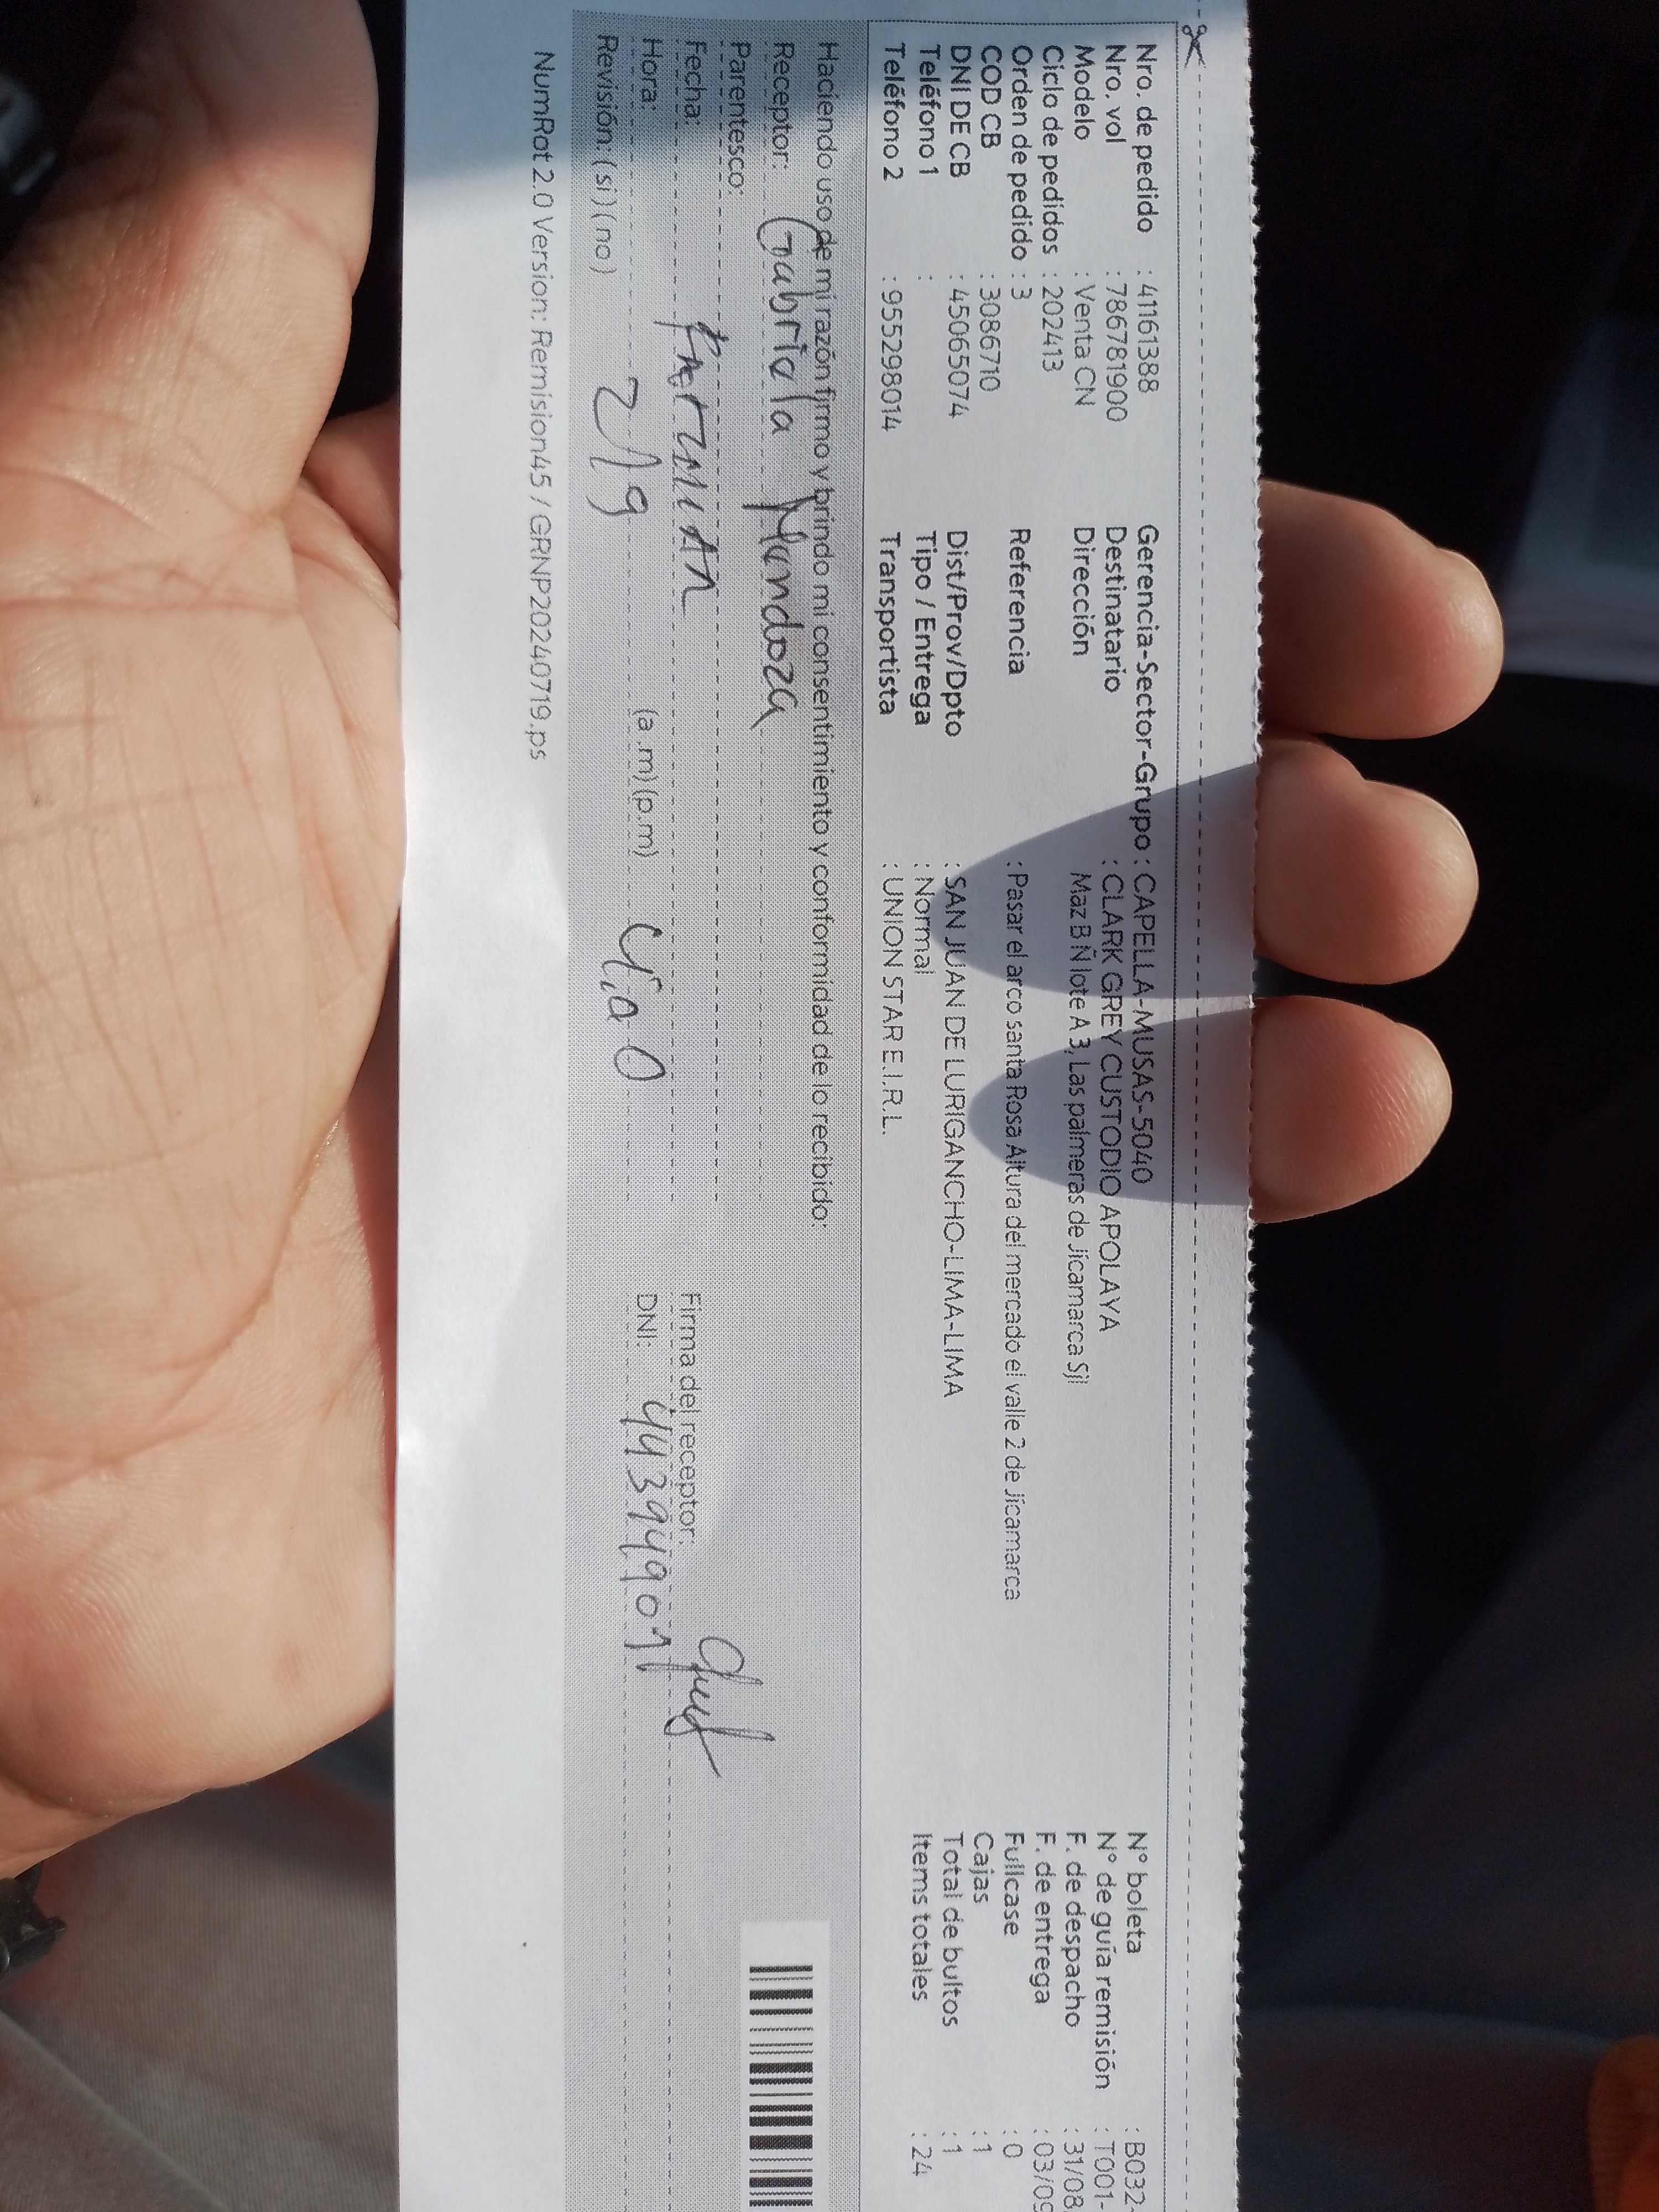 Nro. de pedido : 41161388 Gerencia-Sector-Grupo : CAPELLA-MUSAS-5040 N° boleta : B032-
Nro. vol : 786781900 Destinatario : CLARK GREY CUSTODIO APOLAYA N° de guía remisión : T001-
Modelo : Venta CN Dirección Maz B Ñ lote A 3, Las palmeras de Jicamarca Sjl F. de despacho : 31/08
Ciclo de pedidos : 202413 F. de entrega : 03/09
Orden de pedido : 3 Referencia : Pasar el arco santa Rosa Altura del mercado el valle 2 de Jicamarca Fullcase : 0
COD CB : 3086710 Cajas : 1
DNI DE CB : 45065074 Dist/Prov/Dpto : SAN JUAN DE LURIGANCHO-LIMA-LIMA Total de bultos : 1
Teléfono 1 : Tipo / Entrega : Normal Items totales : 24
Teléfono 2 : 955298014 Transportista : UNION STAR E.I.R.L.
Haciendo uso de mi razón firmo y brindo mi consentimiento y conformidad de lo recibido:
Receptor: Gabriela Mendoza
Parentesco:
Fecha: Firma del receptor:
Hora: 2/9 (a.m)(p.m) DNI: 44394901
Revisión: (si) (no)
NumRot 2.0 Version: Remision45 / GRNP20240719.ps